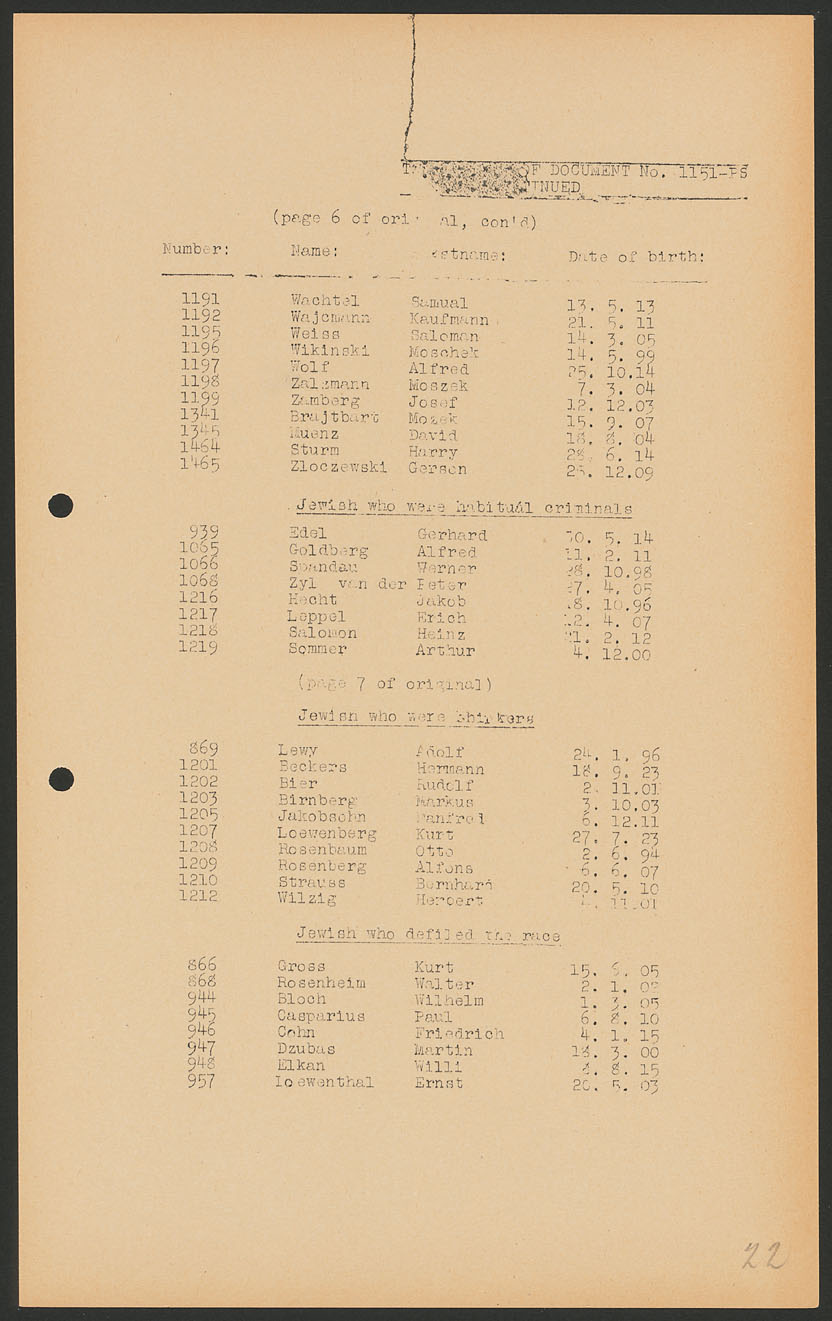 OF DOCUMENT No. 1151-PS
(page 6 of al, con'd)
Number: Name: Date of birth:
1191 Wachtel Samual 13. 5. 13
1192 Wajcmann Kaufmann 21. 5. 11
1195 Weiss Saloman 14. 3. 05
1196 Wikinski Moschek 14. 5. 99
1197 Wolf Alfred 25. 10.14
1198 Zalzmann Moszek 7. 3. 04
1199 Zamberg Josef 12. 12.03
1341 Brajtbart Mozek 15. 9. 07
1345 Muenz David 18. 8. 04
1464 Sturm Harry 28. 6. 14
1465 Zloczewski Gerson 12.09
Jewish who were habituál criminals
939 Edel Gerhard 5. 14
1065 Goldberg Alfred 2. 11
1066 Spandau Werner 10.98
1068 Zyl van der Peter 4. 05
1216 Hecht Jakob 10.96
1217 Leppel Erich 4. 07
1218 Salomon Heinz 2. 12
1219 Sommer Arthur 4. 12.00
(page 7 of original)
Jewish who were Shirkers
869 Lewy Adolf 24. 1. 96
1201 Beckers Hermann 18. 9. 23
1202 Bier Rudolf 2. 11.01
1203 Birnberg Markus 3. 10.03
1205 Jakobsohn 6. 12.11
1207 Loewenberg Kurt 27. 7. 23
1208 Rosenbaum Otto 2. 6. 94
1209 Rosenberg Alfons 6. 6. 07
1210 Strauss Bernhard 20. 5. 10
1212 Wilzig Herbert 11.01
Jewish who defiled the race
866 Gross Kurt 15. 05
868 Rosenheim Walter 2. 1.
944 Bloch Wilhelm 1. 3. 05
945 Casparius Paul 6. 8. 10
946 Cohn Friedrich 4. 1. 15
947 Dzubas Martin 18. 3. 00
948 Elkan Willi 8. 15
957 Loewenthal Ernst 20. 5. 03
22